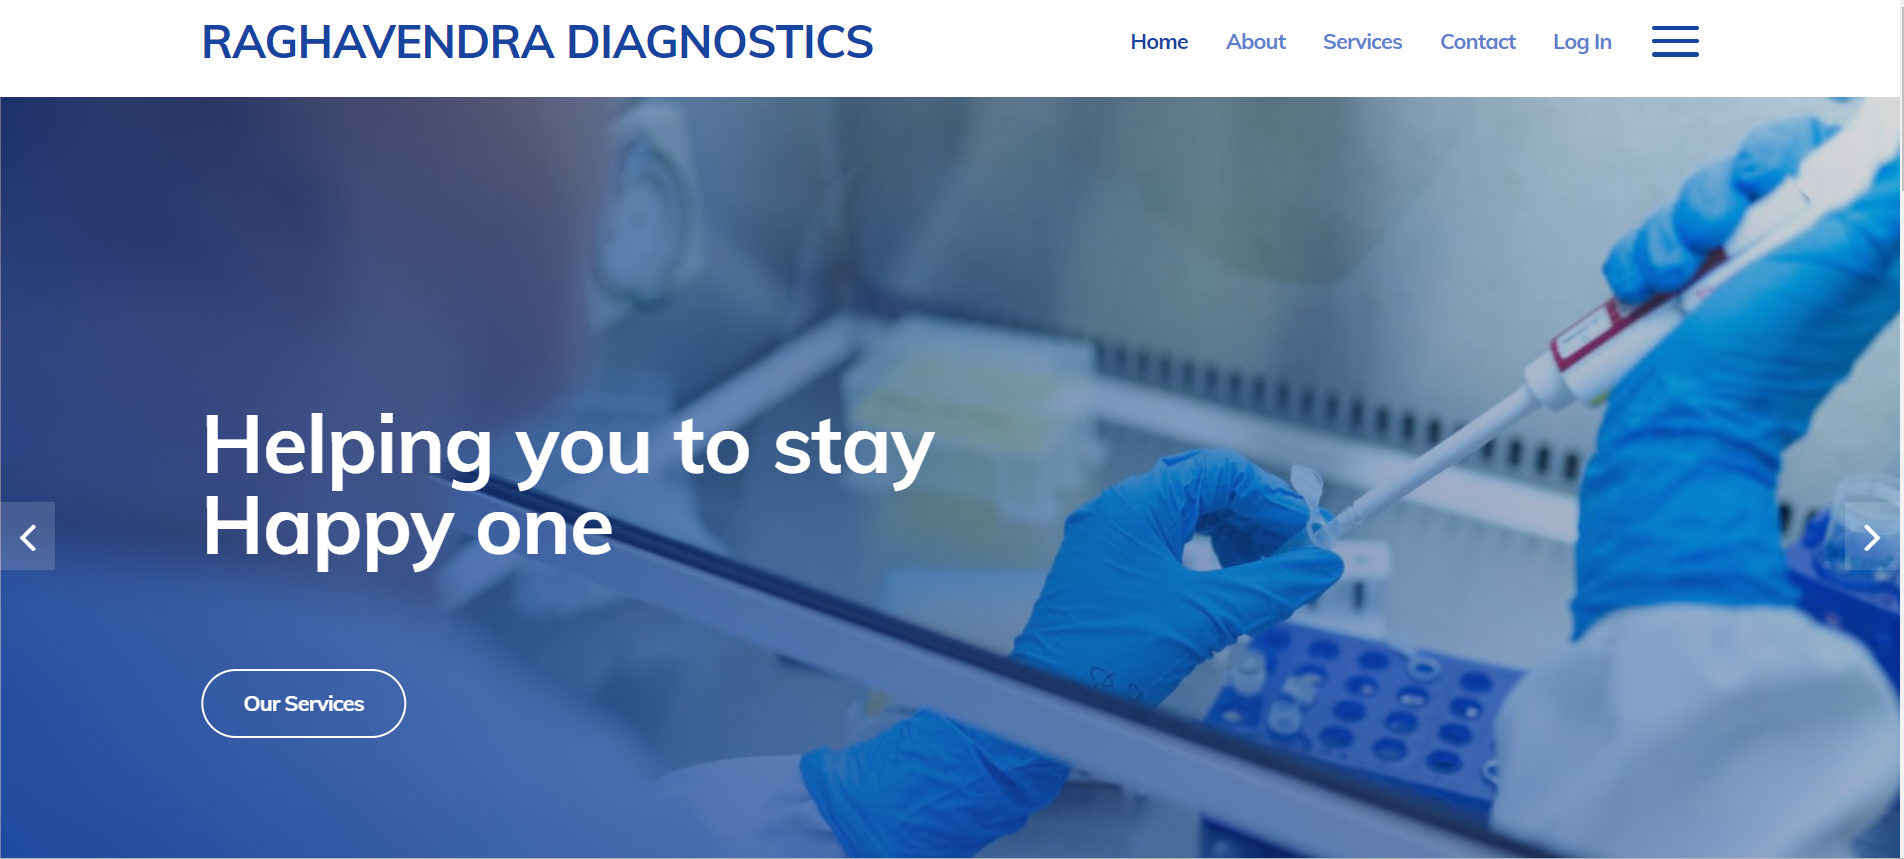 RAGHAVENDRA DIAGNOSTICS
Home About Services Contact Log In
Helping you to stay
Happy one
Our Services